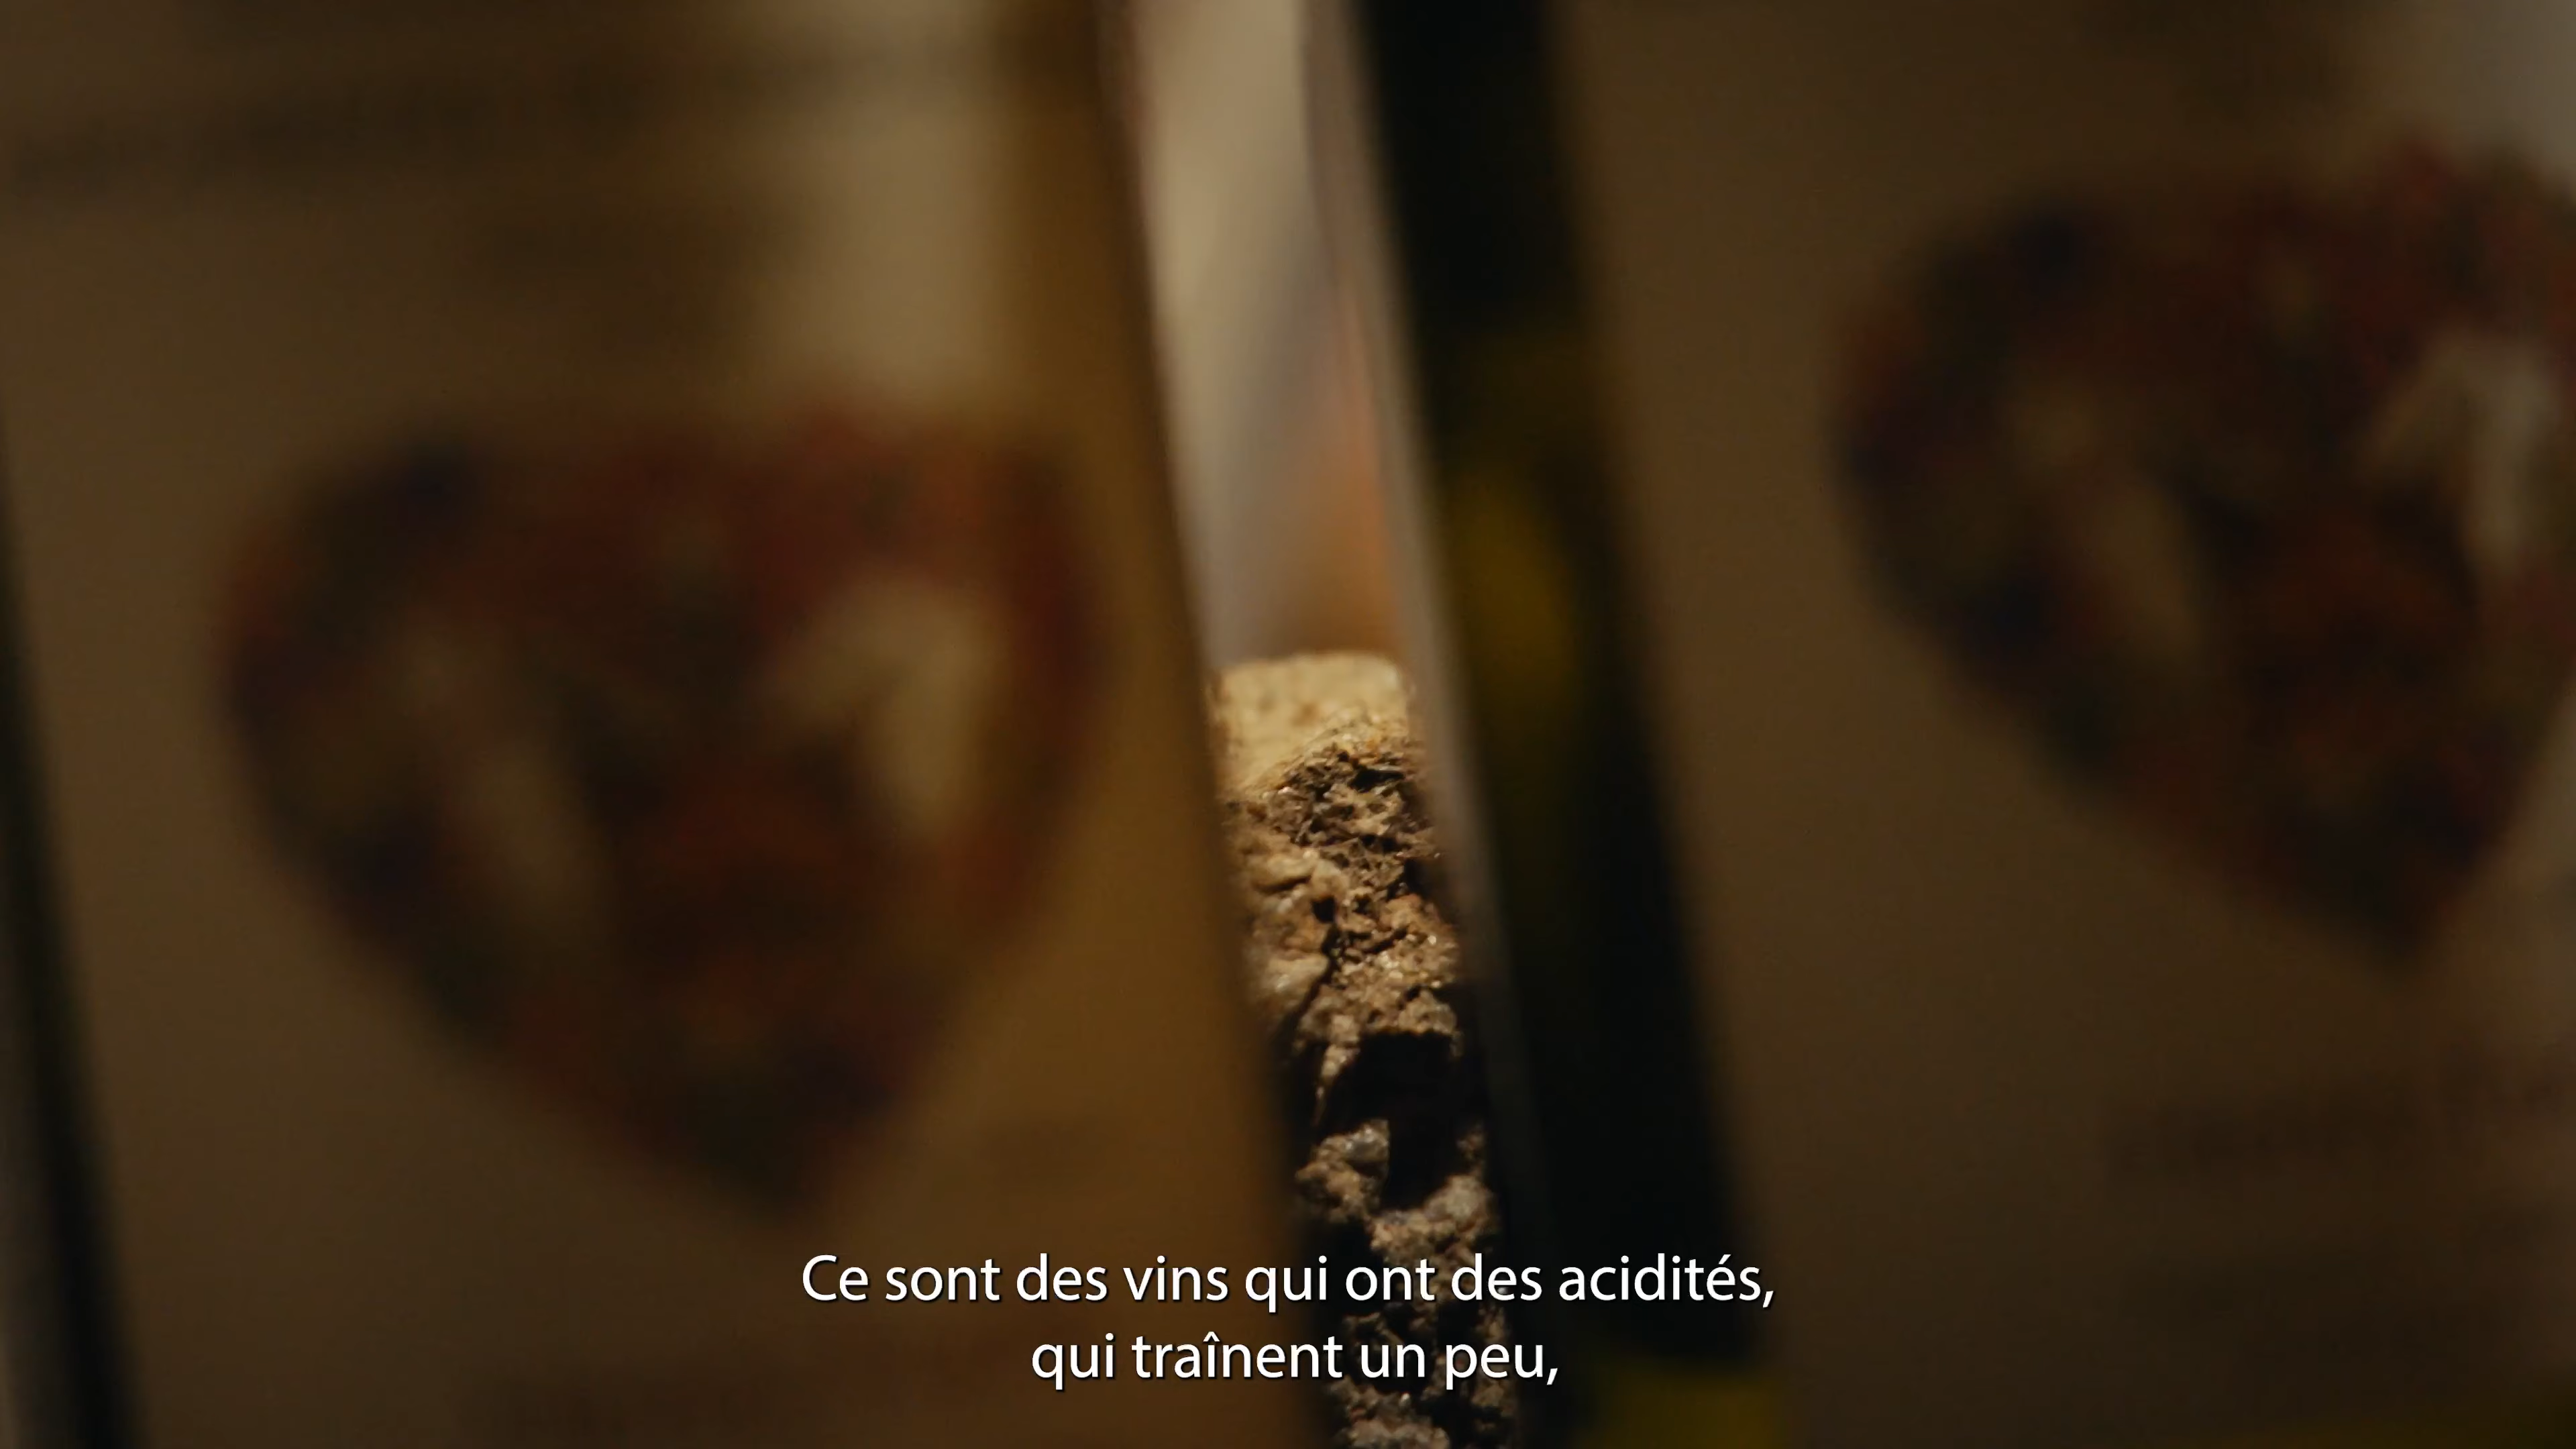 Ce sont des vins qui ont des acidités,
qui traînent un peu,